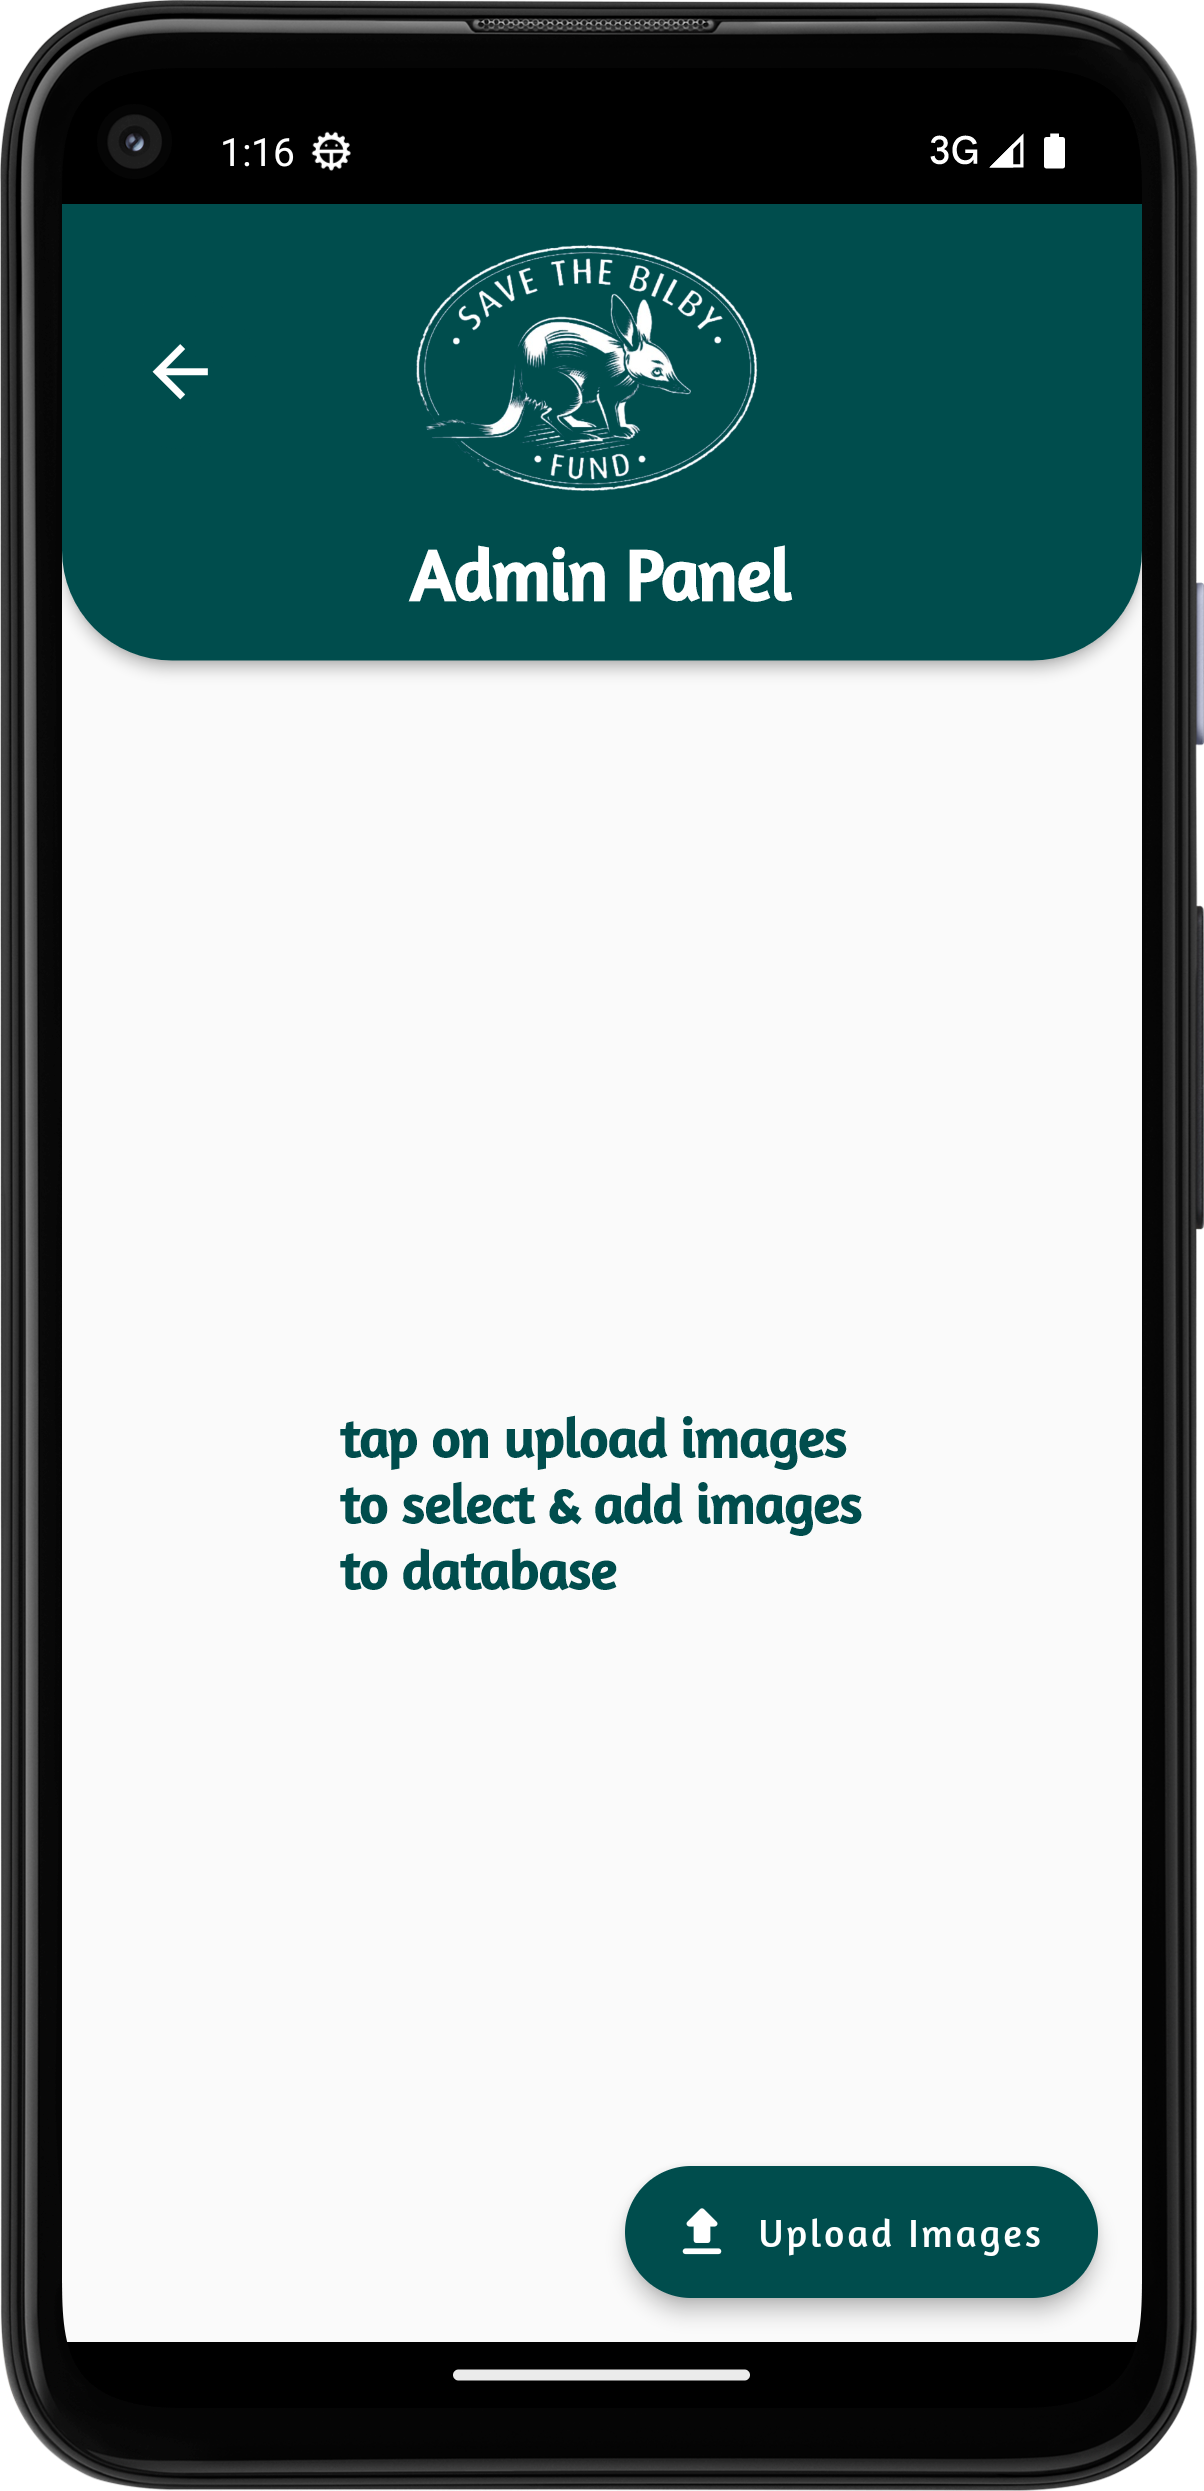 1:16
3G
SAVE THE BILBY
FUND
Admin Panel
tap on upload images
to select & add images
to database
Upload Images